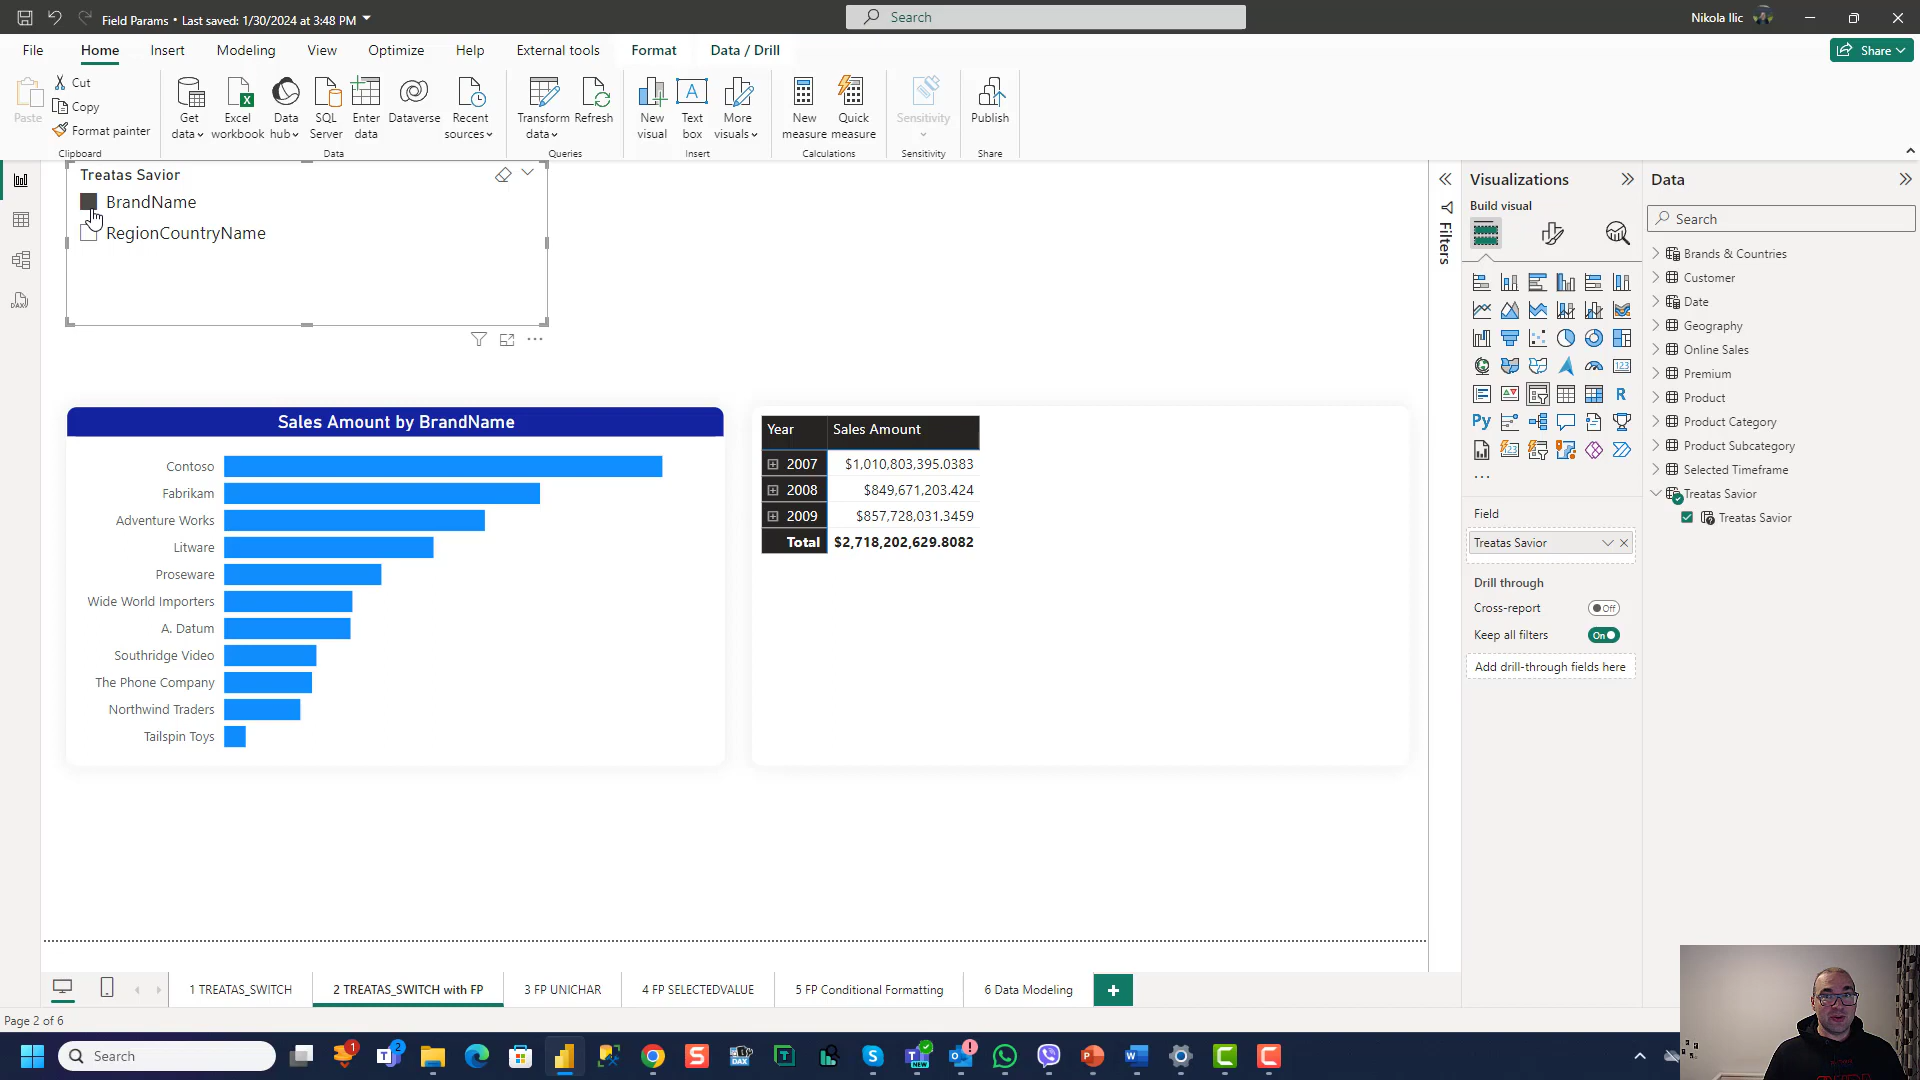 Field Params • Last saved: 1/30/2024 at 3:48 PM
Search
Nikola Ilic
File
Home
Insert
Modeling
View
Optimize
Help
External tools
Format
Data / Drill
Share
Paste
Cut
Copy
Format painter
Clipboard
Get data
Excel workbook
Data hub
SQL Server
Enter data
Dataverse
Recent sources
Data
Transform data
Refresh
Queries
New visual
Text box
More visuals
Insert
New measure
Quick measure
Calculations
Sensitivity
Sensitivity
Publish
Share
Treatas Savior
BrandName
RegionCountryName
Sales Amount by BrandName
Contoso
Fabrikam
Adventure Works
Litware
Proseware
Wide World Importers
A. Datum
Southridge Video
The Phone Company
Northwind Traders
Tailspin Toys
Year Sales Amount
2007 $1,010,803,395.0383
2008 $849,671,203.424
2009 $857,728,031.3459
Total $2,718,202,629.8082
Filters
Visualizations
Build visual
Field
Treatas Savior
Drill through
Cross-report Off
Keep all filters On
Add drill-through fields here
Data
Search
Brands & Countries
Customer
Date
Geography
Online Sales
Premium
Product
Product Category
Product Subcategory
Selected Timeframe
Treatas Savior
Treatas Savior
1 TREATAS_SWITCH
2 TREATAS_SWITCH with FP
3 FP UNICHAR
4 FP SELECTEDVALUE
5 FP Conditional Formatting
6 Data Modeling
Page 2 of 6
Search